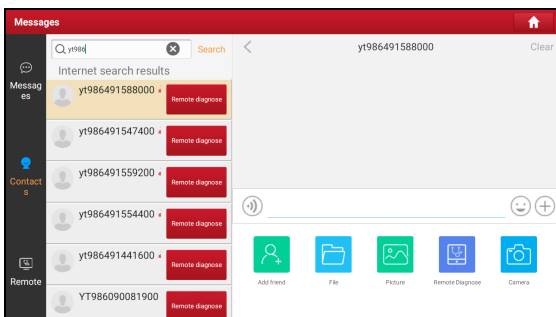 Messages
yt986
Search
Internet search results
yt986491588000
Remote diagnose
yt986491547400
Remote diagnose
yt986491559200
Remote diagnose
yt986491554400
Remote diagnose
yt986491441600
Remote diagnose
YT986090081900
Remote diagnose
Messag
es
Contact
s
Remote
yt986491588000
Clear
Add friend
File
Picture
Remote Diagnose
Camera